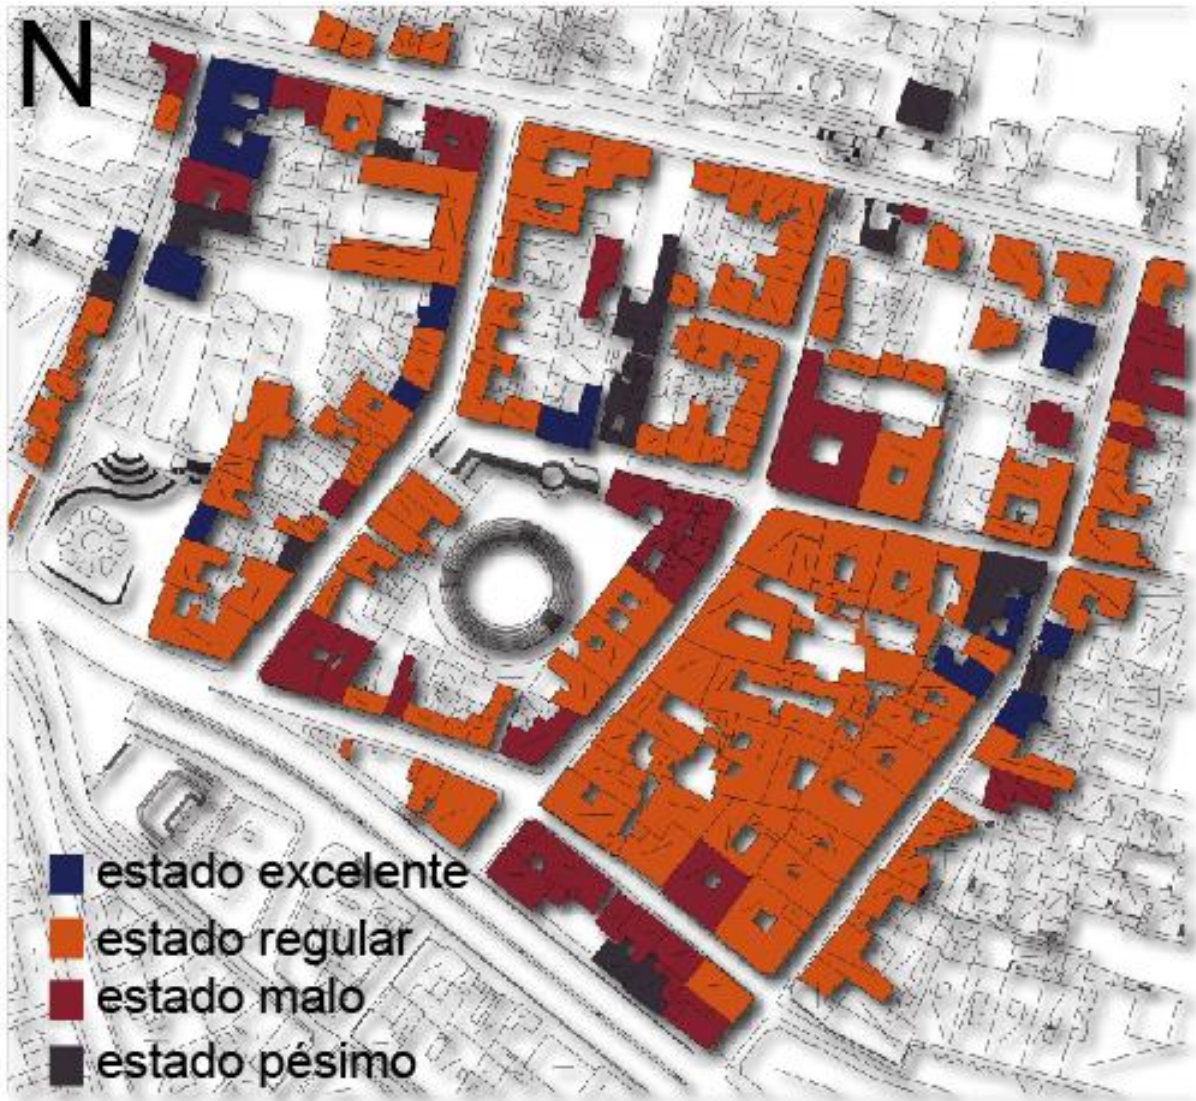 N
estado excelente
estado regular
estado malo
estado pésimo